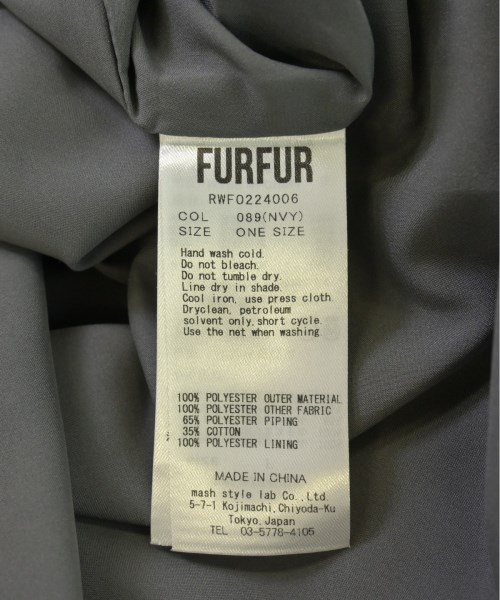 FURFUR
RWF0224006
COL 089(NVY)
SIZE ONE SIZE
Hand wash cold.
Do not bleach.
Do not tumble dry.
Line dry in shade.
Cool iron, use press cloth.
Dryclean, petroleum
solvent only,short cycle.
Use the net when washing
100% POLYESTER OUTER MATERIAL
100% POLYESTER OTHER FABRIC
65% POLYESTER PIPING
35% COTTON
100% POLYESTER LINING
MADE IN CHINA
mash style lab Co., Ltd.
5-7-1 Kojimachi,Chiyoda-Ku
Tokyo,Japan
TEL 03-5778-4105